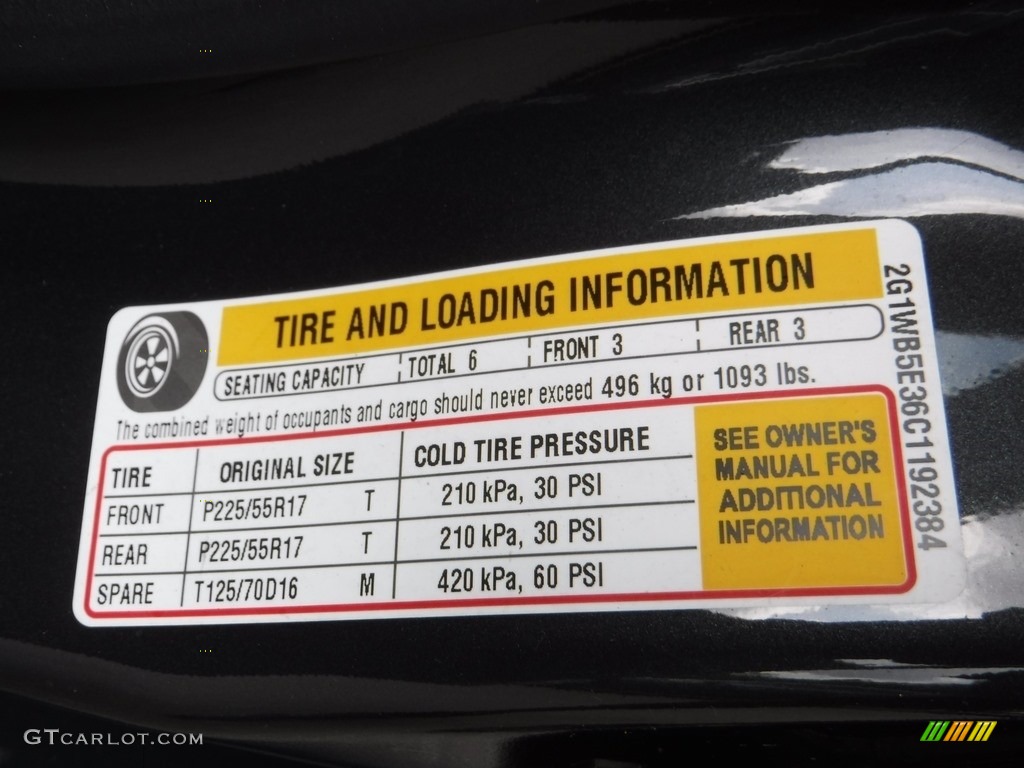 TIRE AND LOADING INFORMATION
SEATING CAPACITY TOTAL 6 FRONT 3 REAR 3
The combined weight of occupants and cargo should never exceed 496 kg or 1093 lbs.
TIRE ORIGINAL SIZE COLD TIRE PRESSURE
FRONT P225/55R17 T 210 kPa, 30 PSI
REAR P225/55R17 T 210 kPa, 30 PSI
SPARE T125/70D16 M 420 kPa, 60 PSI
SEE OWNER'S
MANUAL FOR
ADDITIONAL
INFORMATION
2G1WB5E36C1192384
GTCARLOT.COM